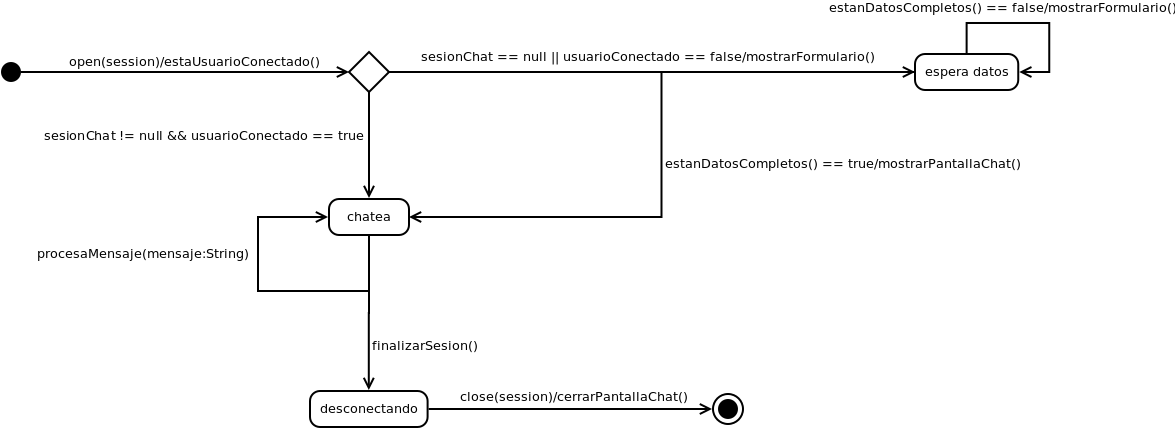 estanDatosCompletos() == false/mostrarFormulario()
open(session)/estaUsuarioConectado()
sesionChat == null || usuarioConectado == false/mostrarFormulario()
espera datos
sesionChat != null && usuarioConectado == true
estanDatosCompletos() == true/mostrarPantallaChat()
chatea
procesaMensaje(mensaje:String)
finalizarSesion()
desconectando
close(session)/cerrarPantallaChat()